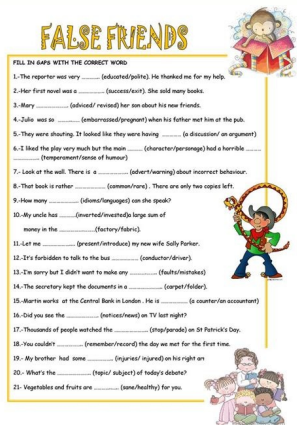 FALSE FRIENDS
FILL IN GAPS WITH THE CORRECT WORD
1.-The reporter was very ............. (educated/polite). He thanked me for my help.
2.-Her first novel was a ............... (success/exit). She sold many books.
3.-Mary .................. (adviced/ revised) her son about his new friends.
4.-Julio was so ............. (embarrassed/pregnant) when his father met him at the pub.
5.-They were shouting. It looked like they were having ............ (a discussion/ an argument)
6.-I liked the play very much but the main ......... (character/personage) had a horrible ............
.................. (temperament/sense of humour)
7.- Look at the wall. There is a .................. (advert/warning) about incorrect behaviour.
8.-That book is rather ............... (common/rare) . There are only two copies left.
9.-How many ............... (idioms/languages) can she speak?
10.-My uncle has ........(inverted/invested)a large sum of
money in the .................(factory/fabric).
11.-Let me .................. (present/introduce) my new wife Sally Parker.
12.-It's forbidden to talk to the bus ............... (conductor/driver).
13.-I'm sorry but I didn't want to make any ................ (faults/mistakes)
14.-The secretary kept the documents in a ................. (carpet/folder).
15.-Martin works at the Central Bank in London . He is ............... (a counter/an accountant)
16.-Did you see the ................ (notices/news) on TV last night?
17.-Thousands of people watched the ................ (stop/parade) on St Patrick's Day.
18.-You couldn't ............... (remember/record) the day we met for the first time.
19.- My brother had some ................ (injuries/ injured) on his right arm
20.- What's the ............... (topic/ subject) of today's debate?
21- Vegetables and fruits are ............... (sane/healthy) for you.